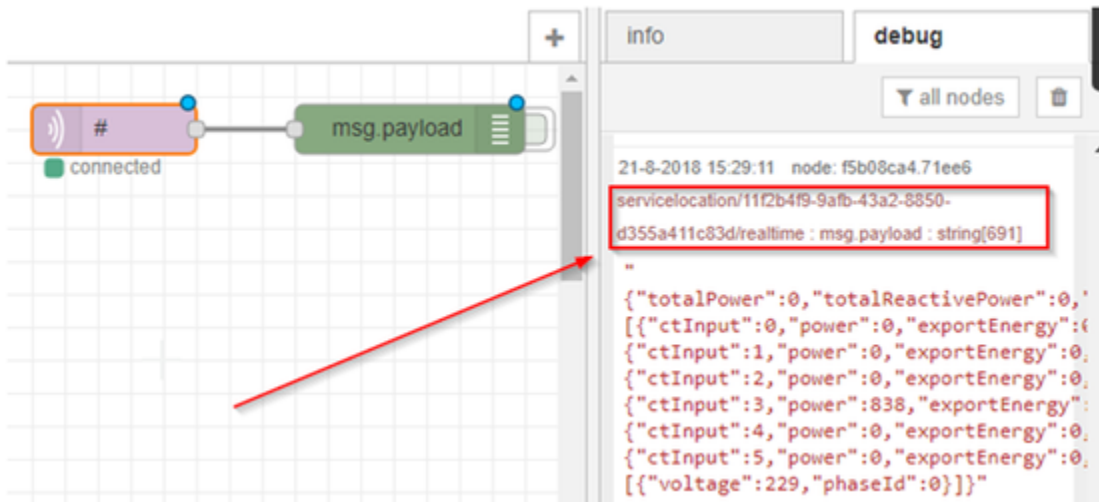 #
msg.payload
connected
info
debug
all nodes
21-8-2018 15:29:11 node: f5b08ca4.71ee6
servicelocation/11f2b4f9-9afb-43a2-8850-
d355a411c83d/realtime : msg.payload : string[691]
"
{"totalPower":0,"totalReactivePower":0,"
[{"ctInput":0,"power":0,"exportEnergy":
{"ctInput":1,"power":0,"exportEnergy":0,
{"ctInput":2,"power":0,"exportEnergy":0,
{"ctInput":3,"power":838,"exportEnergy":
{"ctInput":4,"power":0,"exportEnergy":0,
{"ctInput":5,"power":0,"exportEnergy":0,
[{"voltage":229,"phaseId":0}]}"